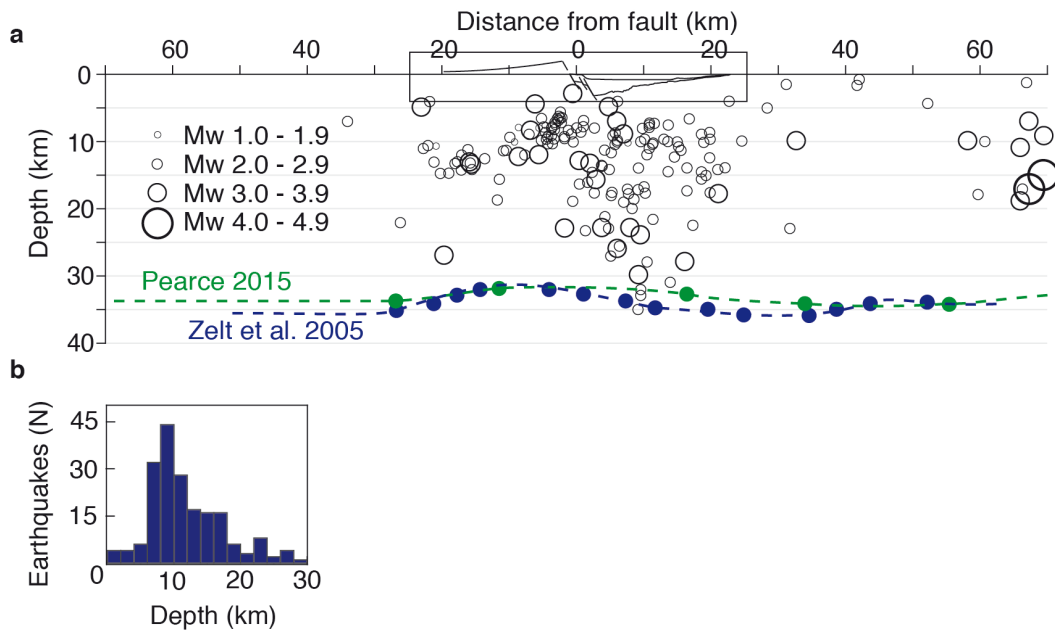 a
Distance from fault (km)
60 20 0 20 40 60
Depth (km)
0
10
20
30
40
Mw 1.0 - 1.9
Mw 2.0 - 2.9
Mw 3.0 - 3.9
Mw 4.0 - 4.9
Pearce 2015
Zelt et al. 2005
b
Earthquakes (N)
45
30
15
0
10 20 30
Depth (km)